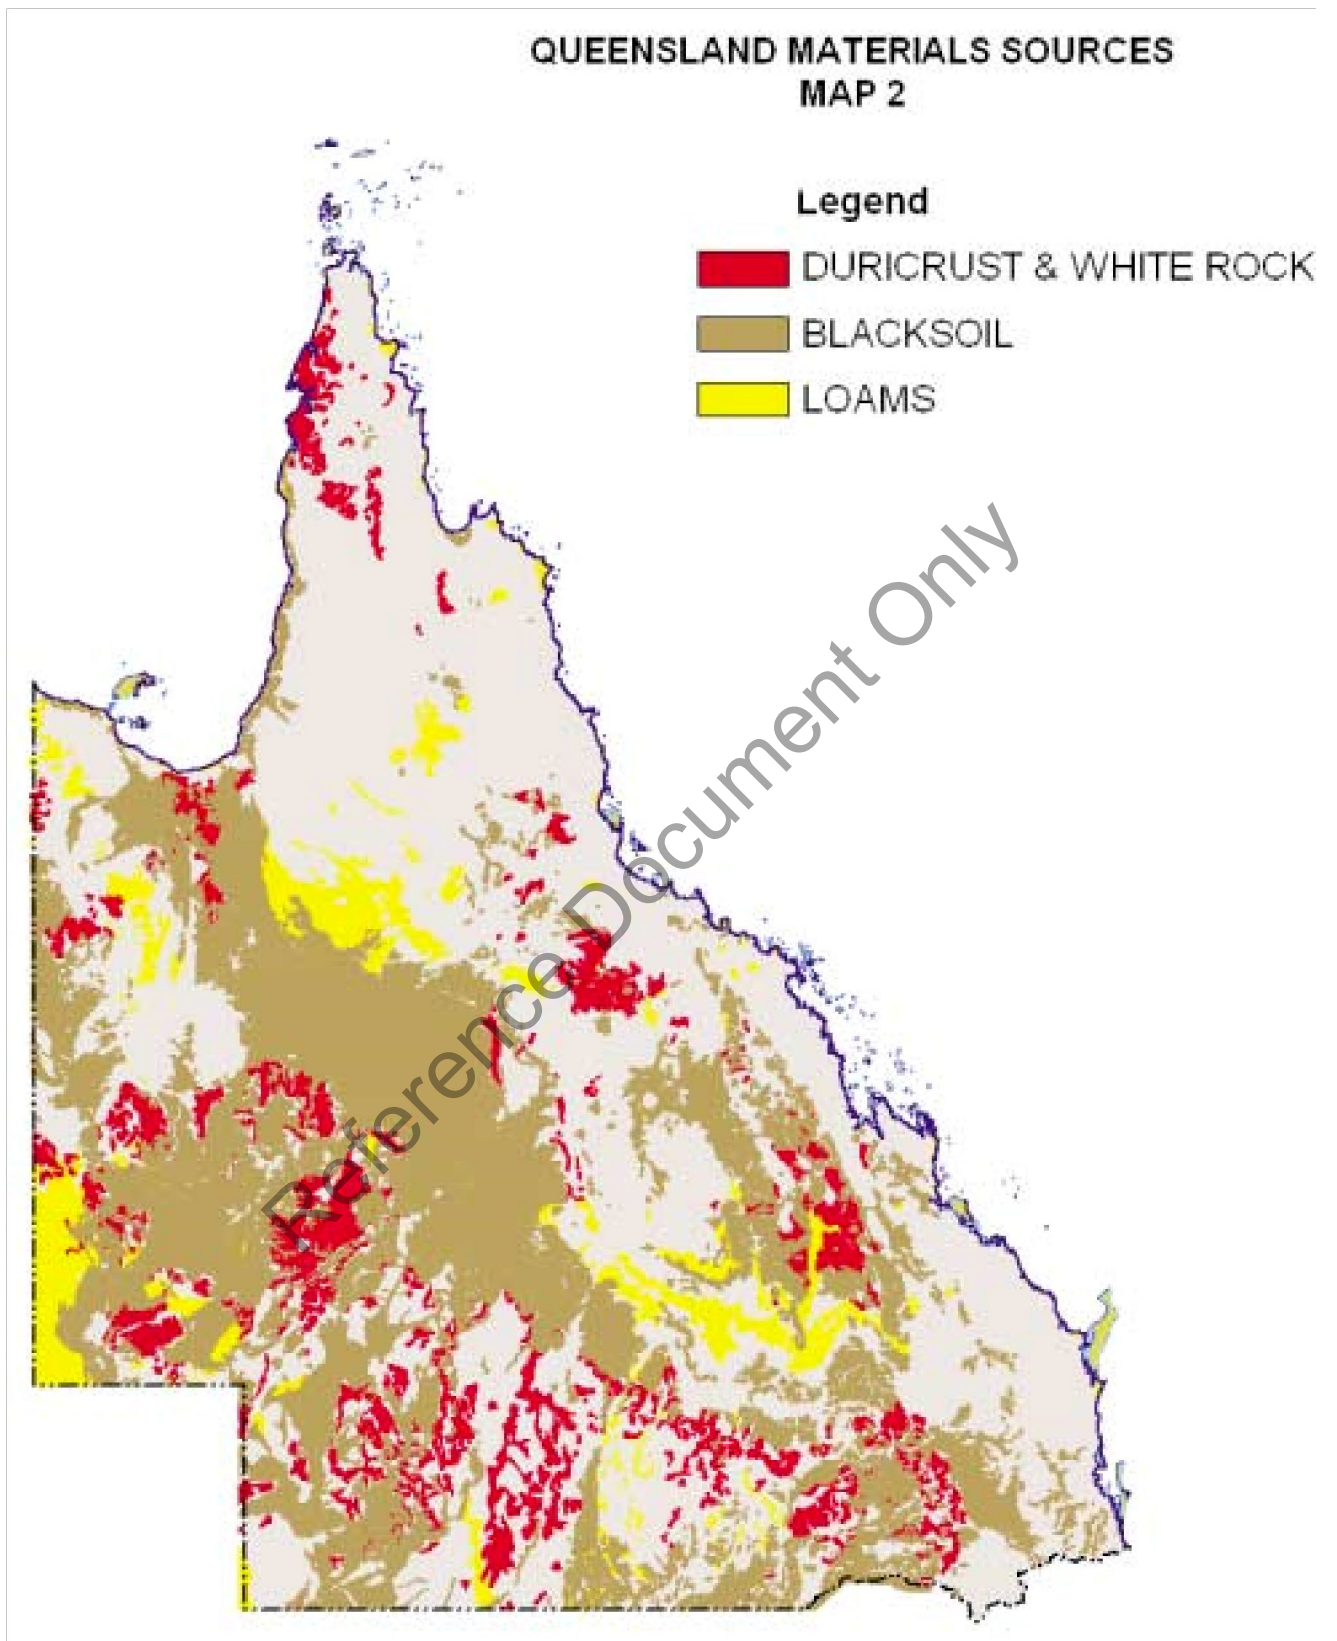 QUEENSLAND MATERIALS SOURCES
MAP 2
Legend
DURICRUST & WHITE ROCK
BLACKSOIL
LOAMS
Reference Document Only